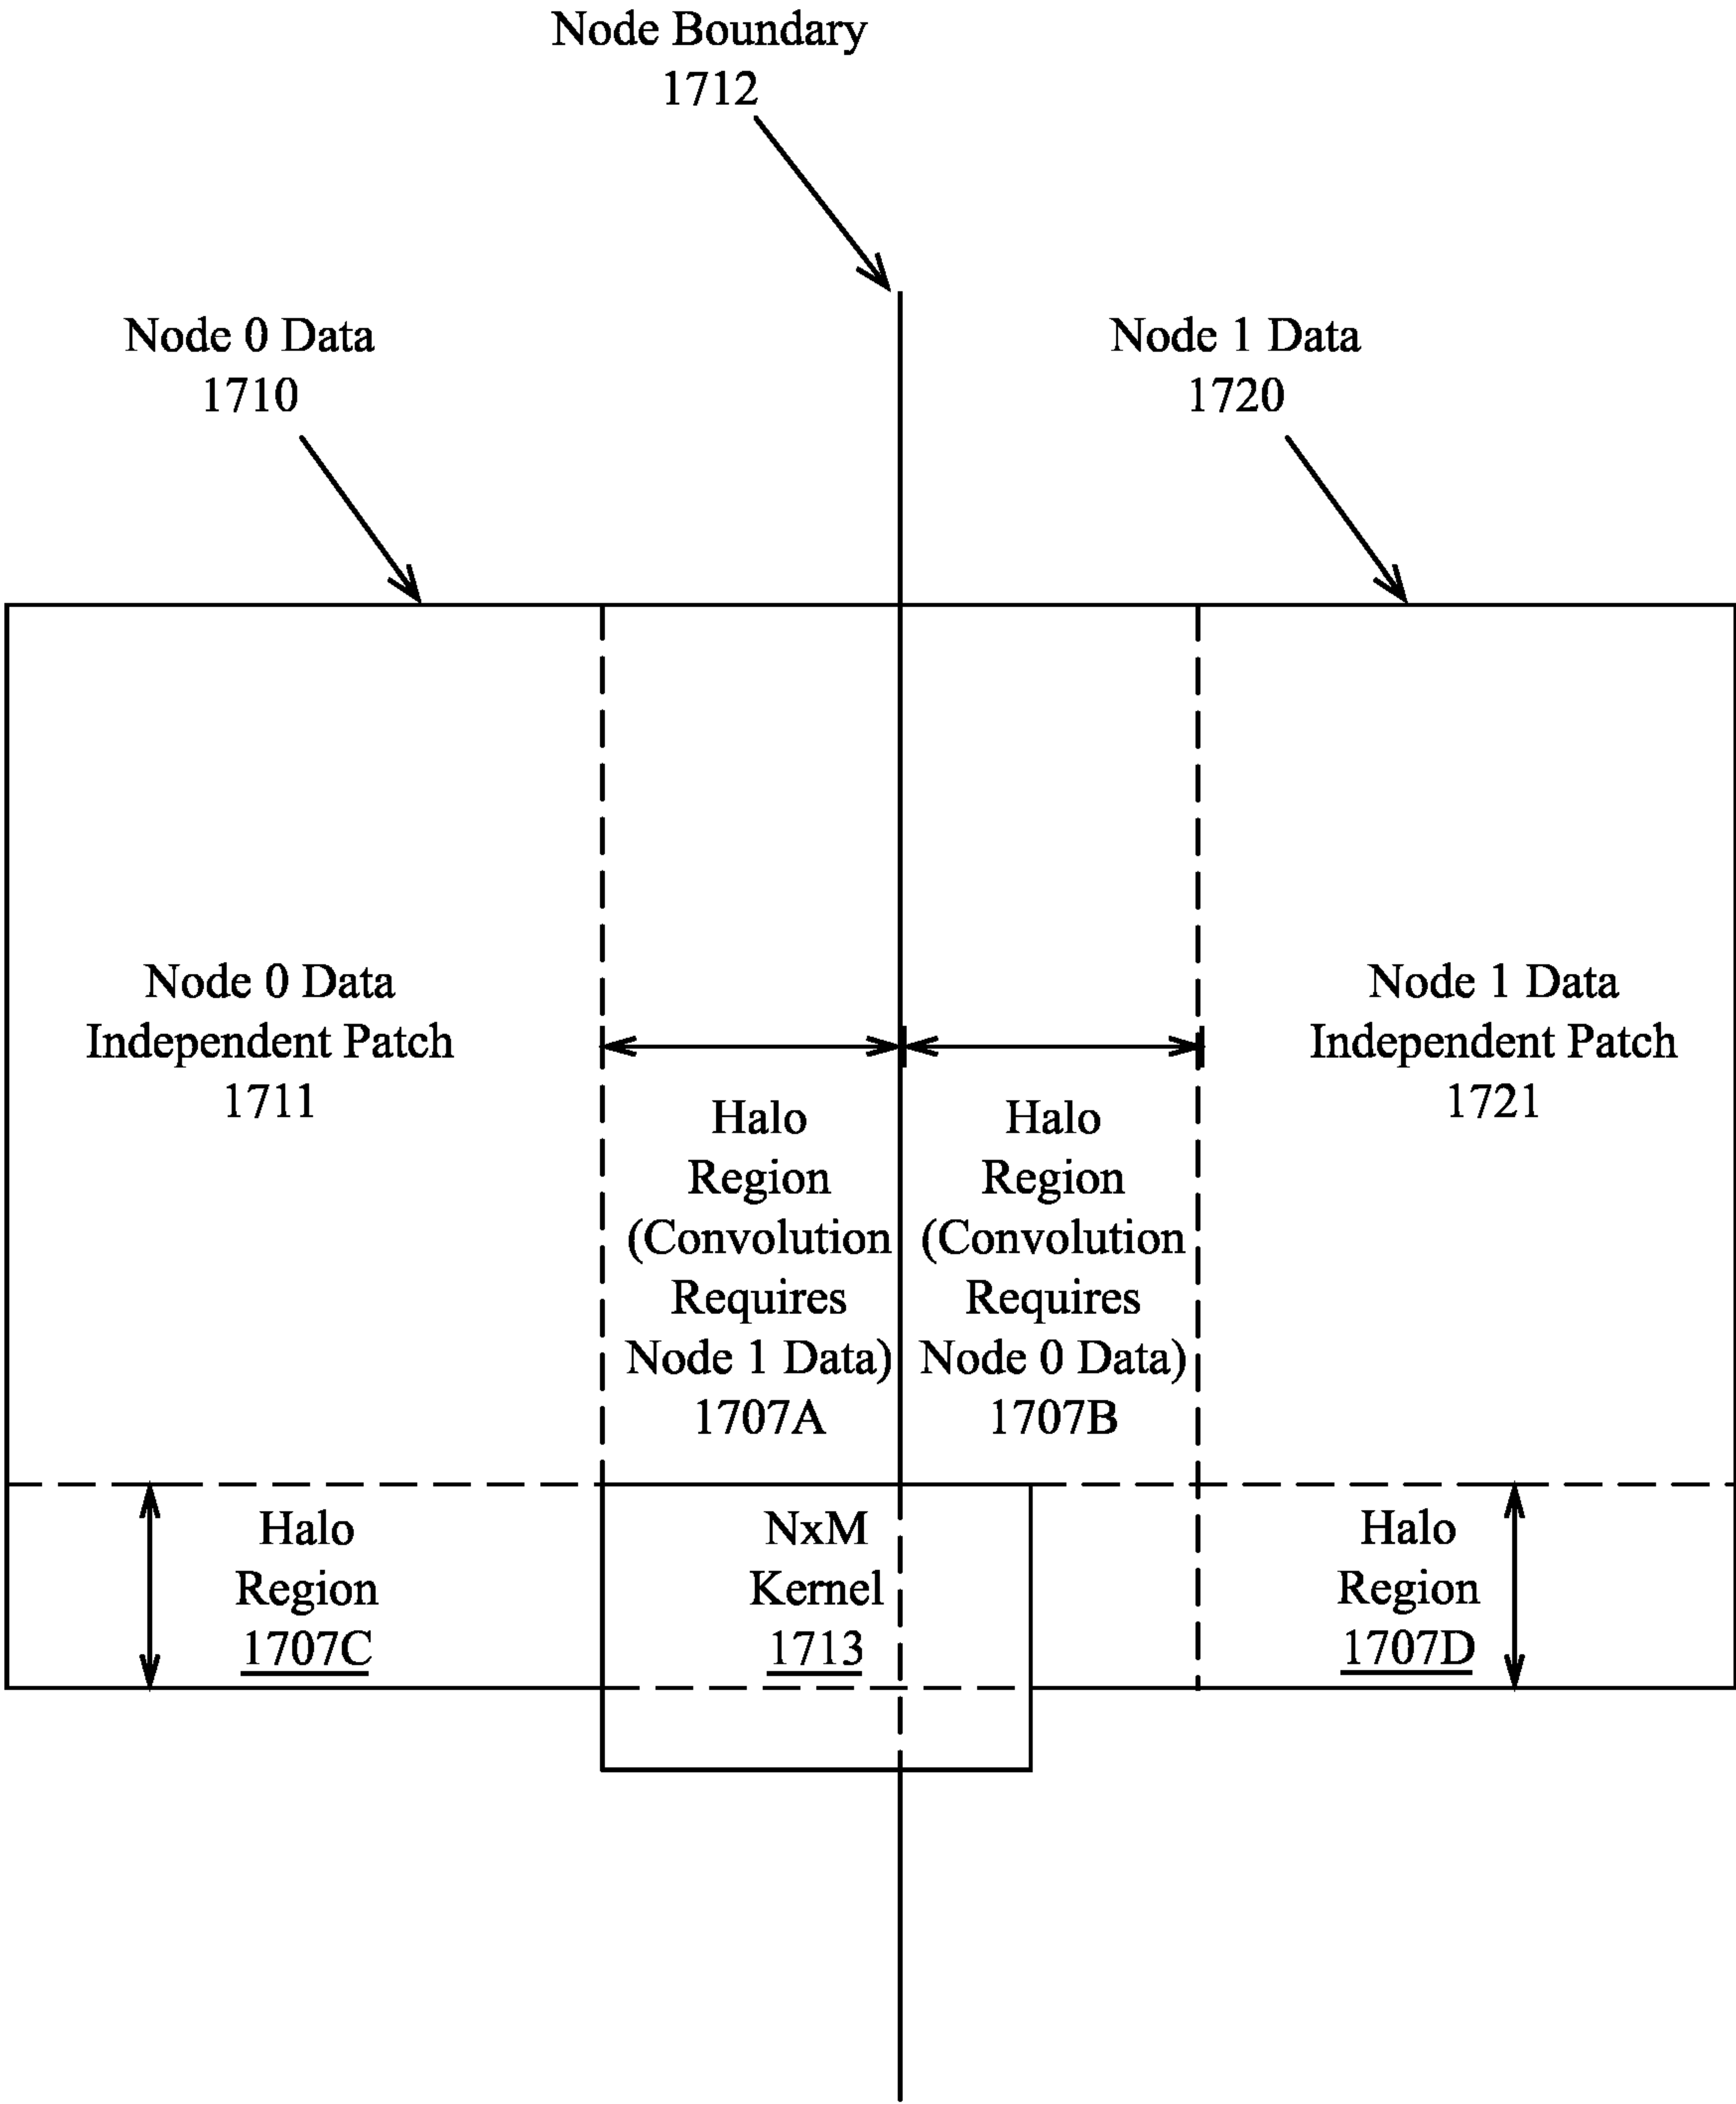 Node Boundary
1712
Node 0 Data
1710
Node 1 Data
1720
Node 0 Data
Independent Patch
1711
Node 1 Data
Independent Patch
1721
Halo
Region
(Convolution
Requires
Node 1 Data)
1707A
Halo
Region
(Convolution
Requires
Node 0 Data)
1707B
Halo
Region
1707C
NxM
Kernel
1713
Halo
Region
1707D